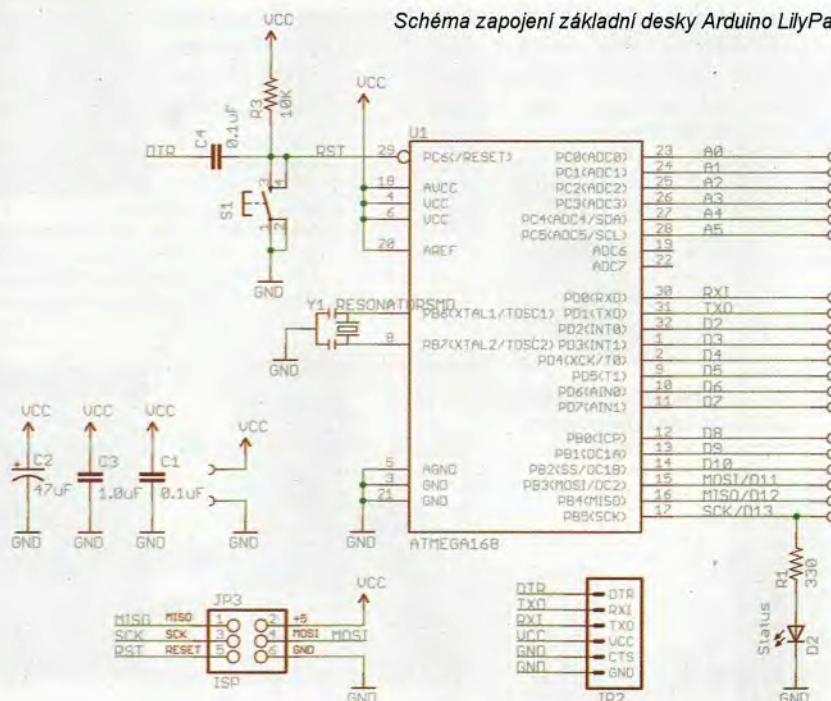 Schéma zapojení základní desky Arduino LilyPa
VCC
R3
10K
VCC
C4
0.1uF
DTR
RST
S1
3 4
1 2
GND
U1
29 PC6(/RESET)
18 AVCC
4 VCC
6 VCC
20 AREF
Y1 RESONATORSMD
PB6(XTAL1/TOSC1)
8 PB7(XTAL2/TOSC2)
GND
5 AGND
3 GND
21 GND
GND
PC0(ADC0) 23 A0
PC1(ADC1) 24 A1
PC2(ADC2) 25 A2
PC3(ADC3) 26 A3
PC4(ADC4/SDA) 27 A4
PC5(ADC5/SCL) 28 A5
ADC6 19
ADC7 22
PD0(RXD) 30 RXI
PD1(TXD) 31 TXO
PD2(INT0) 32 D2
PD3(INT1) 1 D3
PD4(XCK/T0) 2 D4
PD5(T1) 9 D5
PD6(AIN0) 10 D6
PD7(AIN1) 11 D7
PB0(ICP) 12 D8
PB1(OC1A) 13 D9
PB2(SS/OC1B) 14 D10
PB3(MOSI/OC2) 15 MOSI/D11
PB4(MISO) 16 MISO/D12
PB5(SCK) 17 SCK/D13
ATMEGA168
VCC VCC VCC VCC
C2 C3 C1
47uF 1.0uF 0.1uF
GND GND GND GND
JP3
VCC
MISO MISO 1 2 +5
SCK SCK 3 4 MOSI MOSI
RST RESET 5 6 GND
ISP
GND
DTR DTR
TXO RXI
RXI TXO
VCC VCC
GND CTS
GND GND
JP2
R1
330
Status
D2
GND